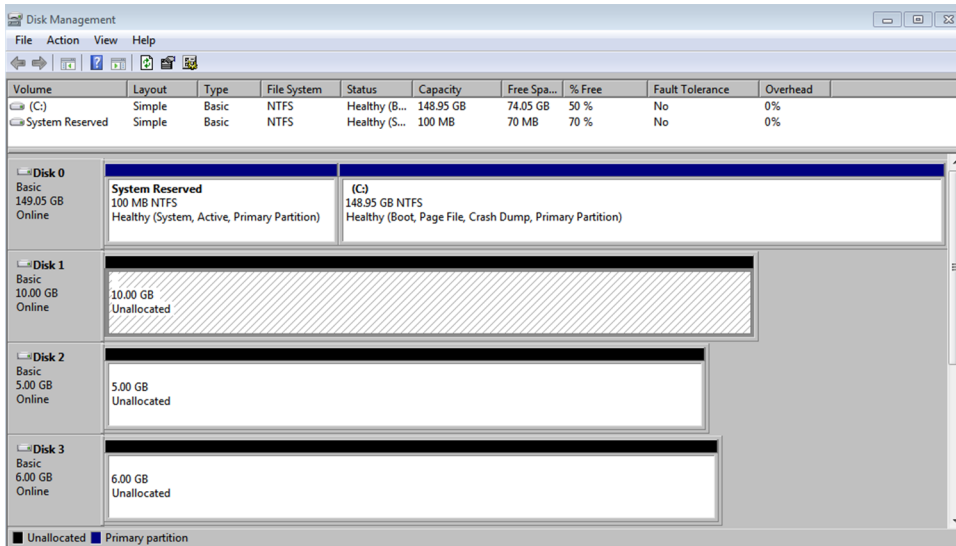 Disk Management
File Action View Help
Volume Layout Type File System Status Capacity Free Spa... % Free Fault Tolerance Overhead
(C:) Simple Basic NTFS Healthy (B... 148.95 GB 74.05 GB 50 % No 0%
System Reserved Simple Basic NTFS Healthy (S... 100 MB 70 MB 70 % No 0%
Disk 0
Basic
149.05 GB
Online
System Reserved
100 MB NTFS
Healthy (System, Active, Primary Partition)
(C:)
148.95 GB NTFS
Healthy (Boot, Page File, Crash Dump, Primary Partition)
Disk 1
Basic
10.00 GB
Online
10.00 GB
Unallocated
Disk 2
Basic
5.00 GB
Online
5.00 GB
Unallocated
Disk 3
Basic
6.00 GB
Online
6.00 GB
Unallocated
Unallocated Primary partition